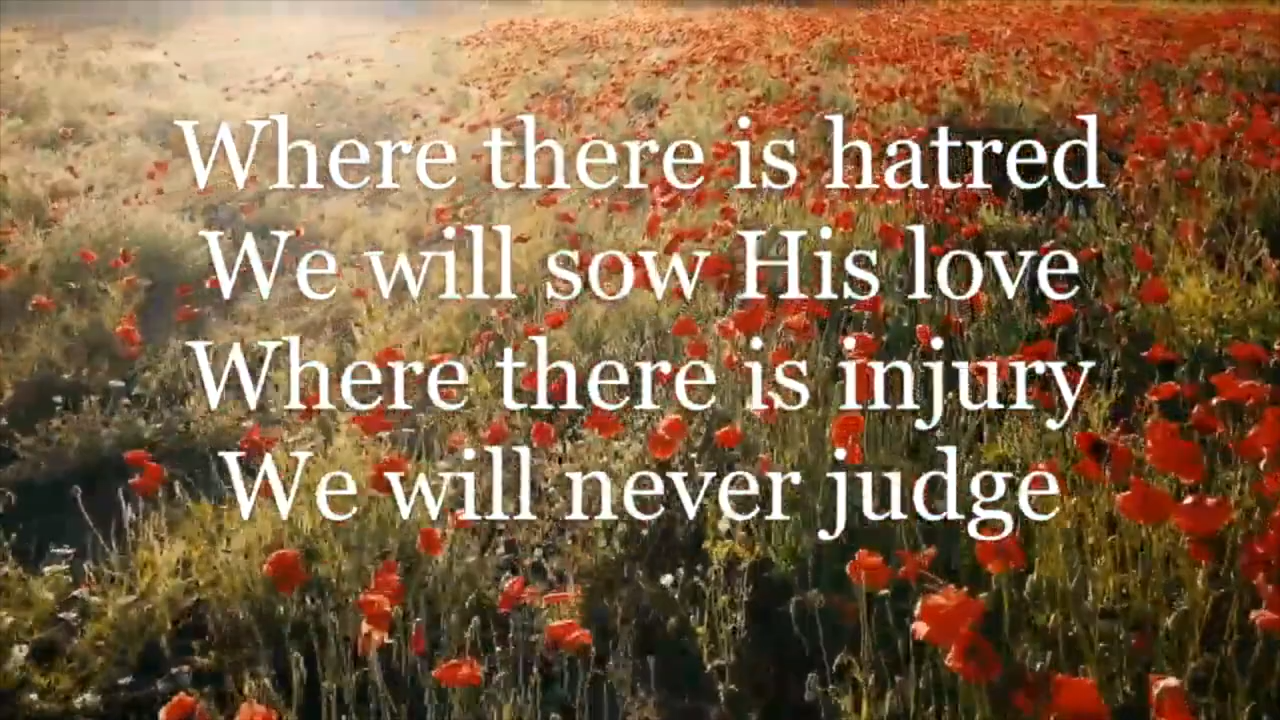 Where there is hatred
We will sow His love
Where there is injury
We will never judge